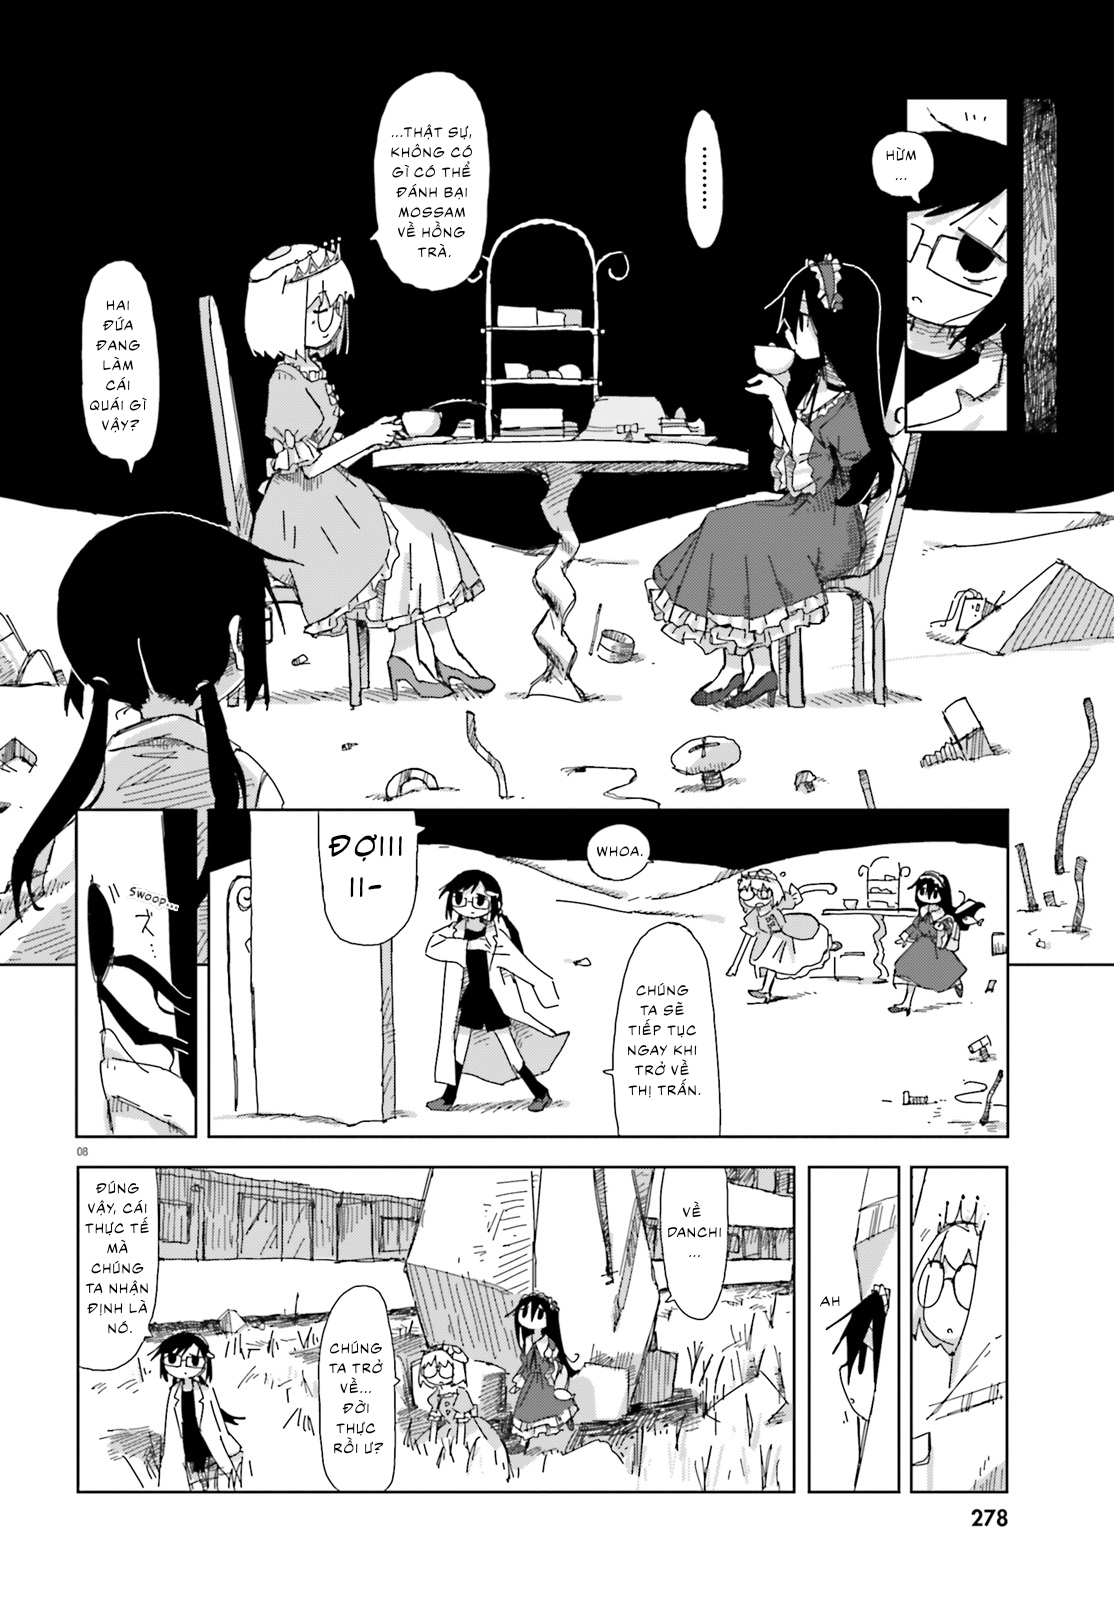 HỪM
...
.........
...THẬT SỰ,
KHÔNG CÓ
GÌ CÓ THỂ
ĐÁNH BẠI
MOSSAM
VỀ HỒNG
TRÀ.
HAI
ĐỨA
ĐANG
LÀM
CÁI
QUÁI GÌ
VẬY?
WHOA.
CHÚNG
TA SẼ
TIẾP TỤC
NGAY KHI
TRỞ VỀ
THỊ TRẤN.
ĐỢIIII
II-
SWOOP...
ズ
08
AH
VỀ
DANCHI
...
CHÚNG
TA TRỞ
VỀ...
ĐỜI
THỰC
RỒI Ư?
ĐÚNG
VẬY, CÁI
THỰC TẾ
MÀ
CHÚNG
TA NHẬN
ĐỊNH LÀ
NÓ.
278